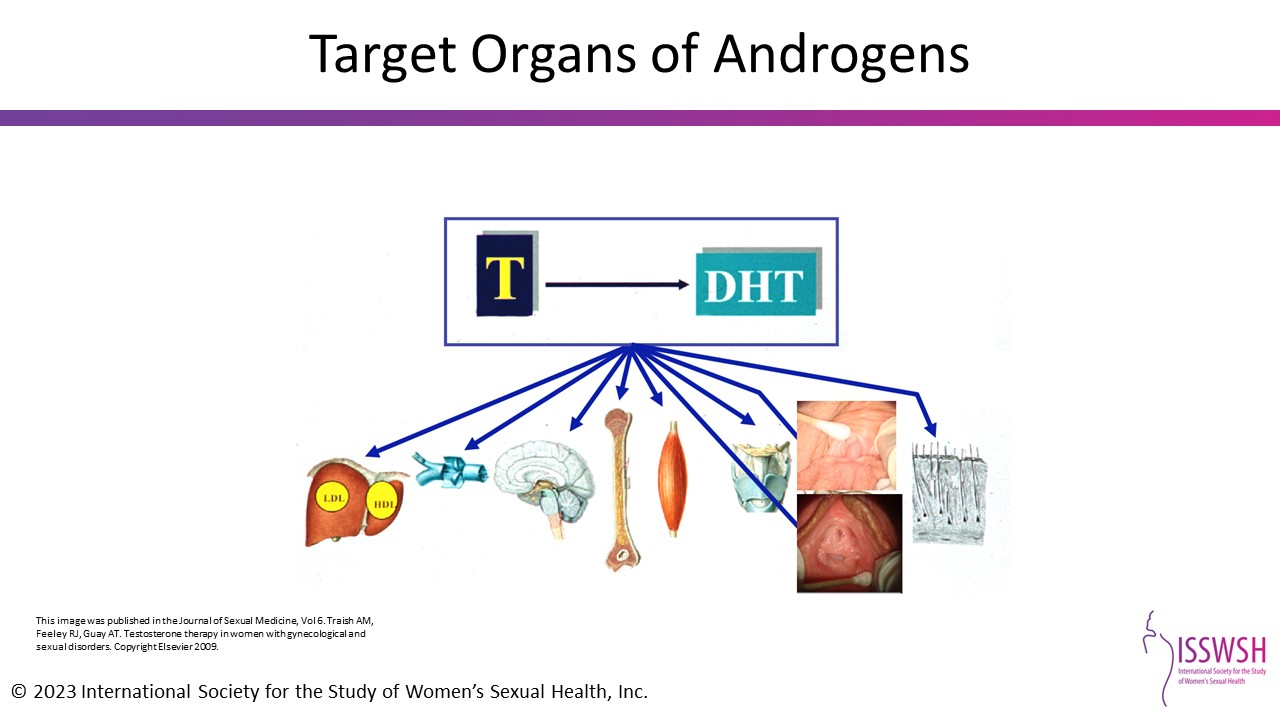 Target Organs of Androgens
T
DHT
LDL
HDL
This image was published in the Journal of Sexual Medicine, Vol 6. Traish AM,
Feeley RJ, Guay AT. Testosterone therapy in women with gynecological and
sexual disorders. Copyright Elsevier 2009.
ISSWSH
International Society for the Study
of Women's Sexual Health
© 2023 International Society for the Study of Women’s Sexual Health, Inc.